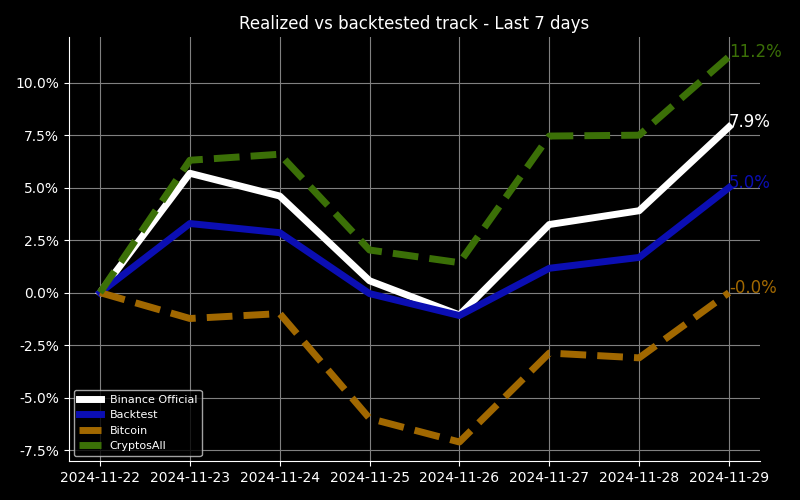 Realized vs backtested track - Last 7 days
11.2%
10.0%
7.9%
7.5%
5.0%
5.0%
2.5%
0.0%
-0.0%
-2.5%
-5.0%
-7.5%
Binance Official
Backtest
Bitcoin
CryptosAll
2024-11-22 2024-11-23 2024-11-24 2024-11-25 2024-11-26 2024-11-27 2024-11-28 2024-11-29